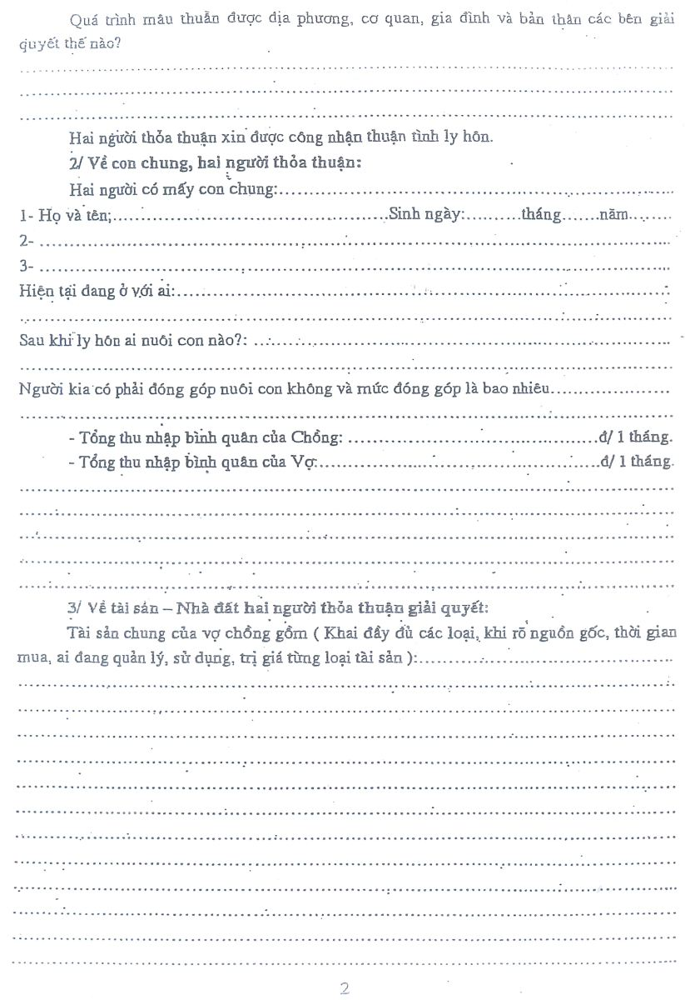 Quá trình mâu thuẫn được địa phương, cơ quan, gia đình và bản thân các bên giải
quyết thế nào?
........................................................................
........................................................................
........................................................................
Hai người thỏa thuận xin được công nhận thuận tình ly hôn.
2/ Về con chung, hai người thỏa thuận:
Hai người có mấy con chung:........................................
1- Họ và tên;........................................Sinh ngày:..........tháng.......năm........
2- ........................................................................
3- ........................................................................
Hiện tại đang ở với ai:........................................................................
........................................................................
Sau khi ly hôn ai nuôi con nào?: ........................................................................
........................................................................
Người kia có phải đóng góp nuôi con không và mức đóng góp là bao nhiêu......................
........................................................................
- Tổng thu nhập bình quân của Chồng: ........................................đ/ 1 tháng.
- Tổng thu nhập bình quân của Vợ:........................................đ/ 1 tháng.
........................................................................
........................................................................
........................................................................
........................................................................
........................................................................
3/ Về tài sản – Nhà đất hai người thỏa thuận giải quyết:
Tài sản chung của vợ chồng gồm ( Khai đầy đủ các loại, khi rõ nguồn gốc, thời gian
mua, ai đang quản lý, sử dụng, trị giá từng loại tài sản ):........................................
........................................................................
........................................................................
........................................................................
........................................................................
........................................................................
........................................................................
........................................................................
........................................................................
........................................................................
........................................................................
........................................................................
........................................................................
2